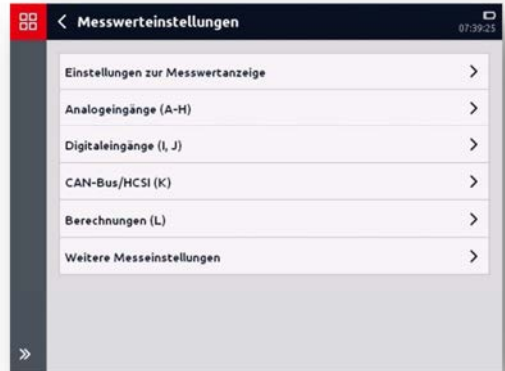 Messwerteinstellungen
07:39:25
Einstellungen zur Messwertanzeige
Analogeingänge (A-H)
Digitaleingänge (I, J)
CAN-Bus/HCSI (K)
Berechnungen (L)
Weitere Messeinstellungen